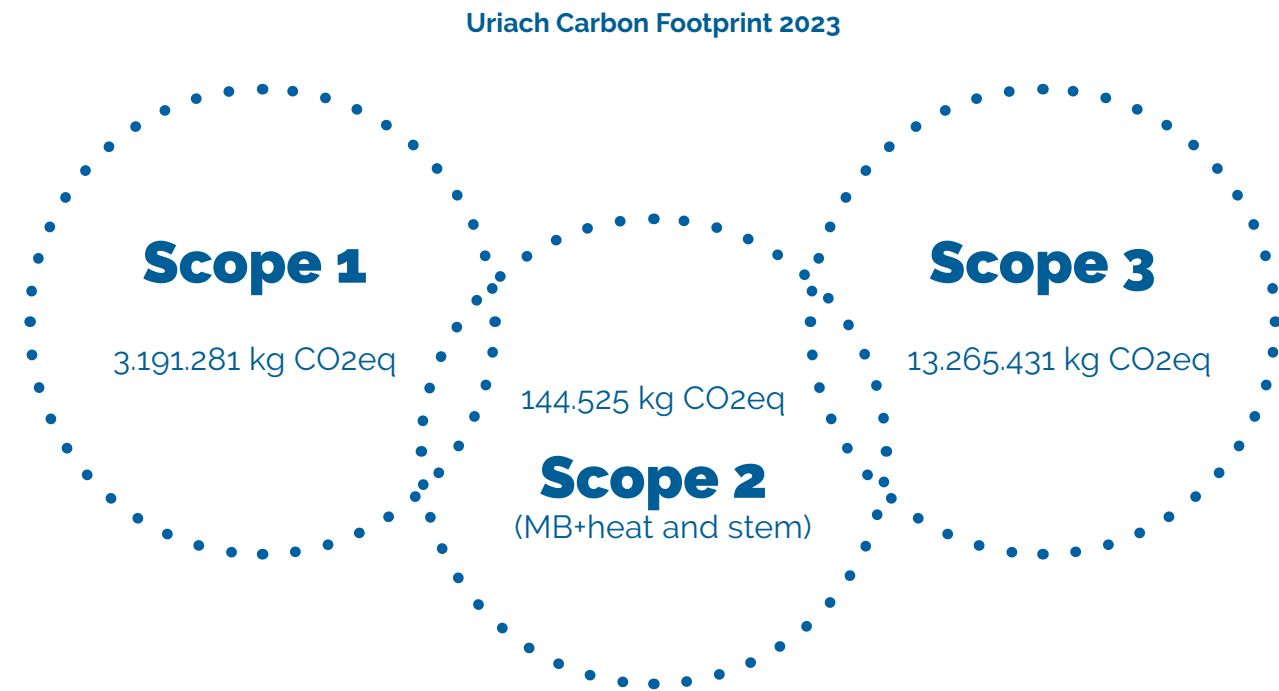 Uriach Carbon Footprint 2023
Scope 1
3.191.281 kg CO2eq
144.525 kg CO2eq
Scope 2
(MB+heat and stem)
Scope 3
13.265.431 kg CO2eq